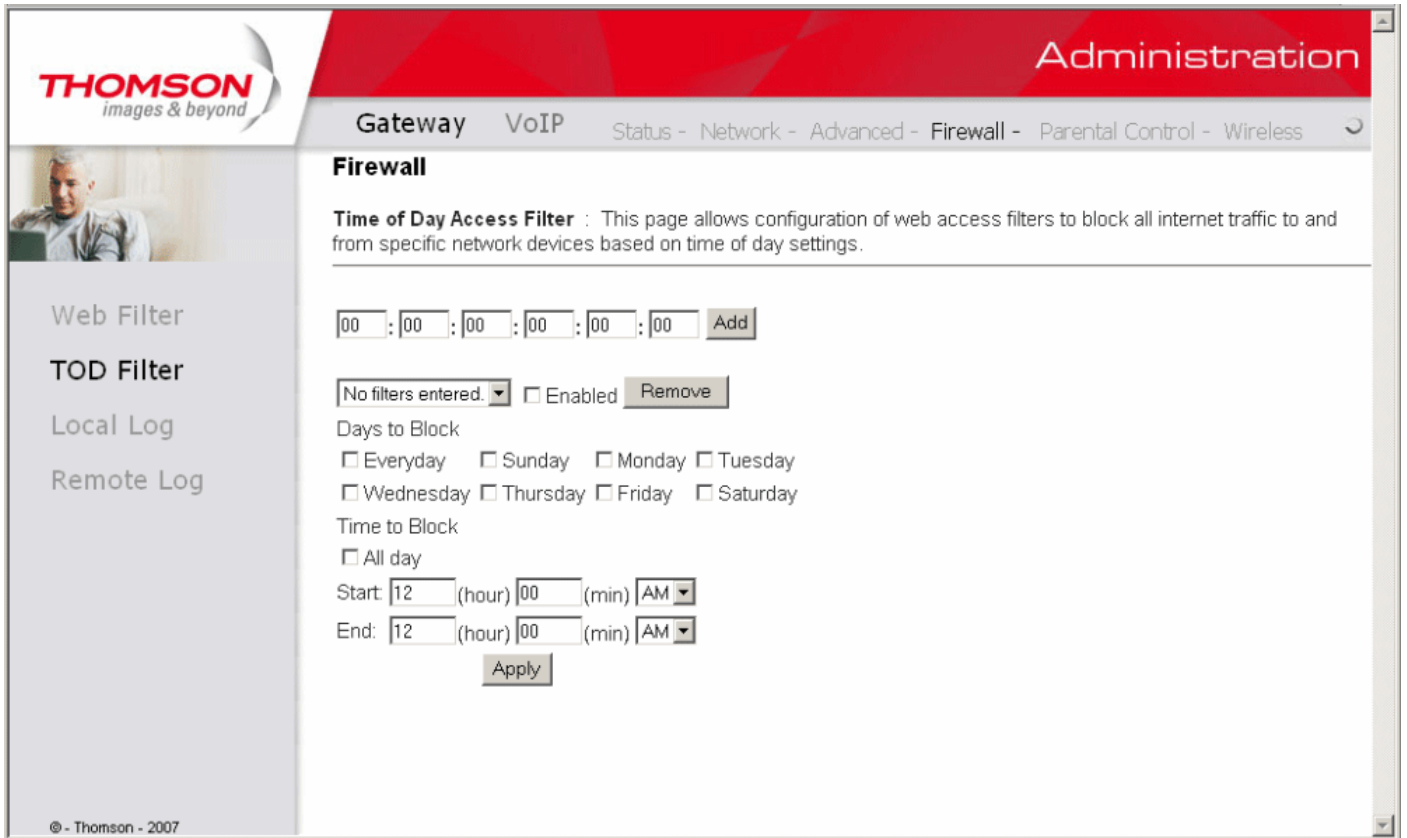 Administration
THOMSON
images & beyond
Gateway VoIP Status - Network - Advanced - Firewall - Parental Control - Wireless
Firewall
Time of Day Access Filter : This page allows configuration of web access filters to block all internet traffic to and
from specific network devices based on time of day settings.
Web Filter
TOD Filter
Local Log
Remote Log
00 : 00 : 00 : 00 : 00 : 00 Add
No filters entered. Enabled Remove
Days to Block
Everyday Sunday Monday Tuesday
Wednesday Thursday Friday Saturday
Time to Block
All day
Start: 12 (hour) 00 (min) AM
End: 12 (hour) 00 (min) AM
Apply
© - Thomson - 2007